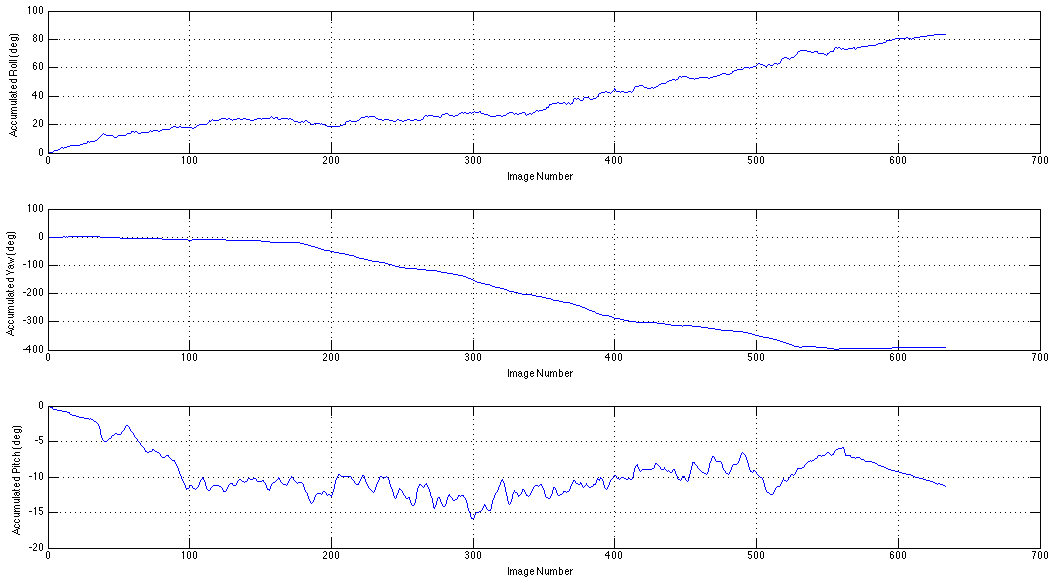 100
80
60
40
20
0
Accumulated Roll (deg)
0 100 200 300 400 500 600 700
Image Number
100
0
-100
-200
-300
-400
Accumulated Yaw (deg)
0 100 200 300 400 500 600 700
Image Number
0
-5
-10
-15
-20
Accumulated Pitch (deg)
0 100 200 300 400 500 600 700
Image Number